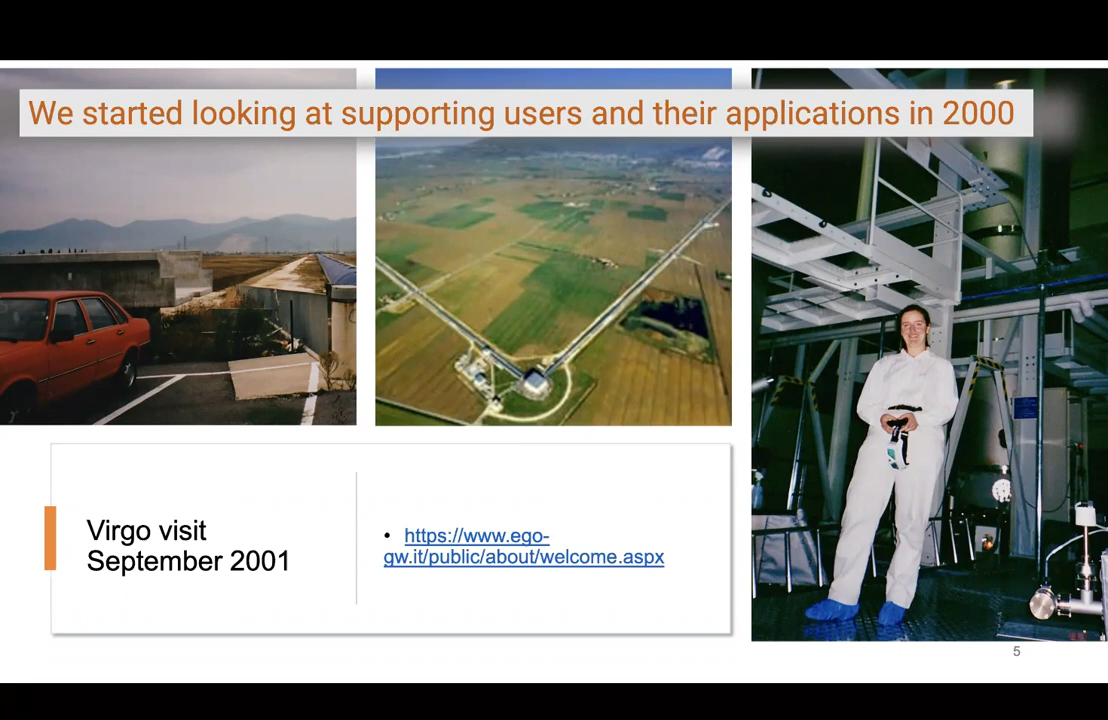 We started looking at supporting users and their applications in 2000
Virgo visit
September 2001
• https://www.ego-
gw.it/public/about/welcome.aspx
5